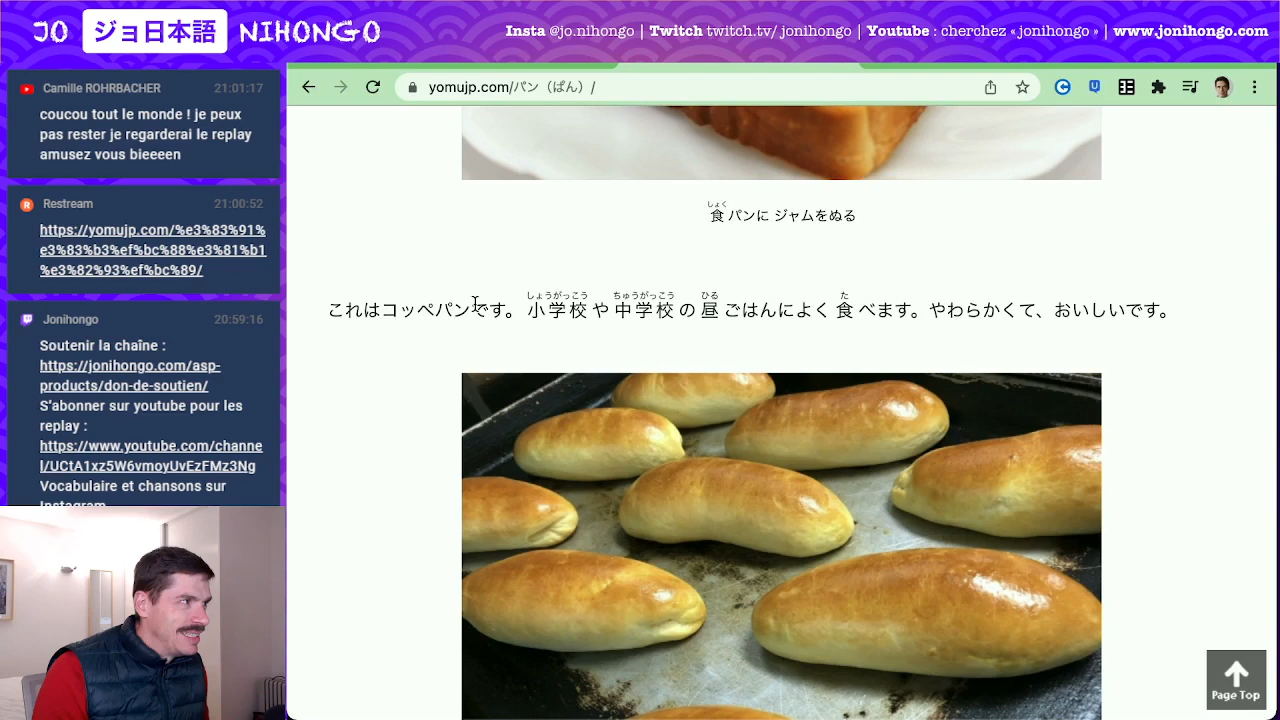 JO ジョ日本語 NIHONGO
Insta @jo.nihongo | Twitch twitch.tv/ jonihongo | Youtube : cherchez « jonihongo » | www.jonihongo.com
Camille ROHRBACHER 21:01:17
coucou tout le monde ! je peux
pas rester je regarderai le replay
amusez vous bieeeen
Restream 21:00:52
https://yomujp.com/%e3%83%91%
e3%83%b3%ef%bc%88%e3%81%b1
%e3%82%93%ef%bc%89/
Jonihongo 20:59:16
Soutenir la chaîne :
https://jonihongo.com/asp-
products/don-de-soutien/
S'abonner sur youtube pour les
replay :
https://www.youtube.com/channe
l/UCtA1xz5W6vmoyUvEzFMz3Ng
Vocabulaire et chansons sur
Instagram
yomujp.com/パン（ぱん）/
しょく
食パンに ジャムをぬる
しょうがっこう ちゅうがっこう ひる た
これはコッペパンです。小学校や中学校の昼ごはんによく食べます。やわらかくて、おいしいです。
Page Top